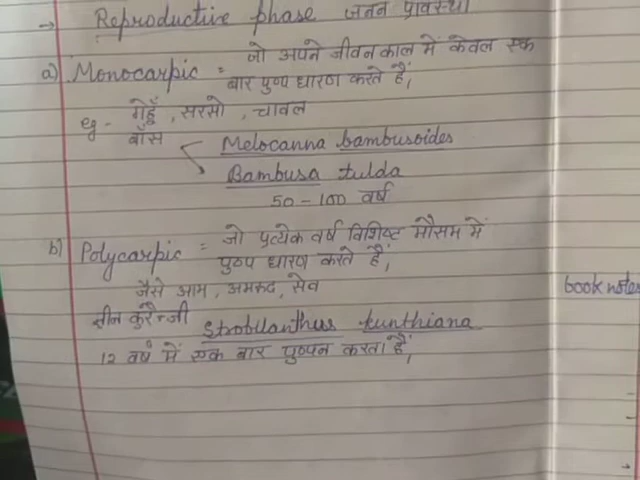 → Reproductive phase जनन प्रावस्था
a) Monocarpic = जो अपने जीवनकाल में केवल एक
बार पुष्प धारण करते हैं,
eg- गेहूँ, सरसो, चावल
बाँस Melocanna bambusoides
Bambusa tulda
50-100 वर्ष
b) Polycarpic = जो प्रत्येक वर्ष विशिष्ट मौसम में
पुष्प धारण करते हैं,
जैसे आम, अमरुद, सेव
book notes
नील कुरेन्जी Strobilanthus kunthiana
12 वर्ष में एक बार पुष्पन करता हैं,